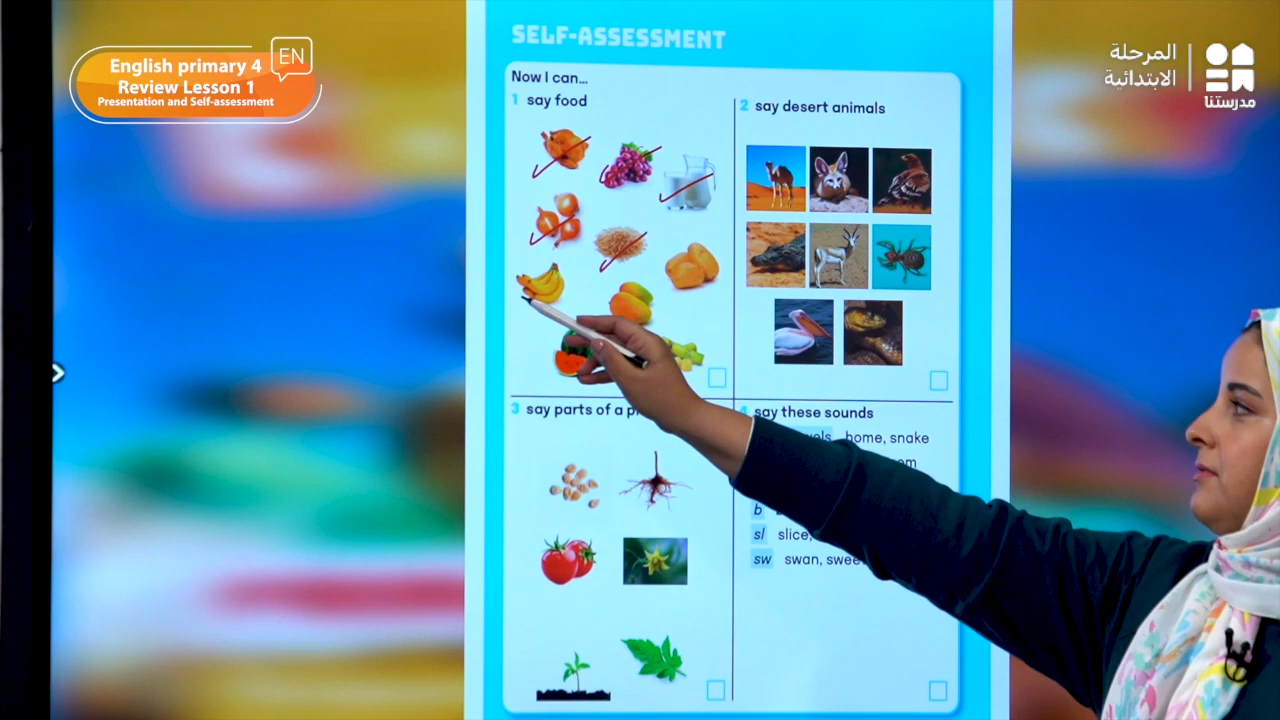 English primary 4
EN
Review Lesson 1
Presentation and Self-assessment
المرحلة
الابتدائية
مدرستنا
SELF-ASSESSMENT
Now I can...
1 say food
2 say desert animals
3 say parts of a
4 say these sounds
home, snake
b
sl slice,
sw swan,